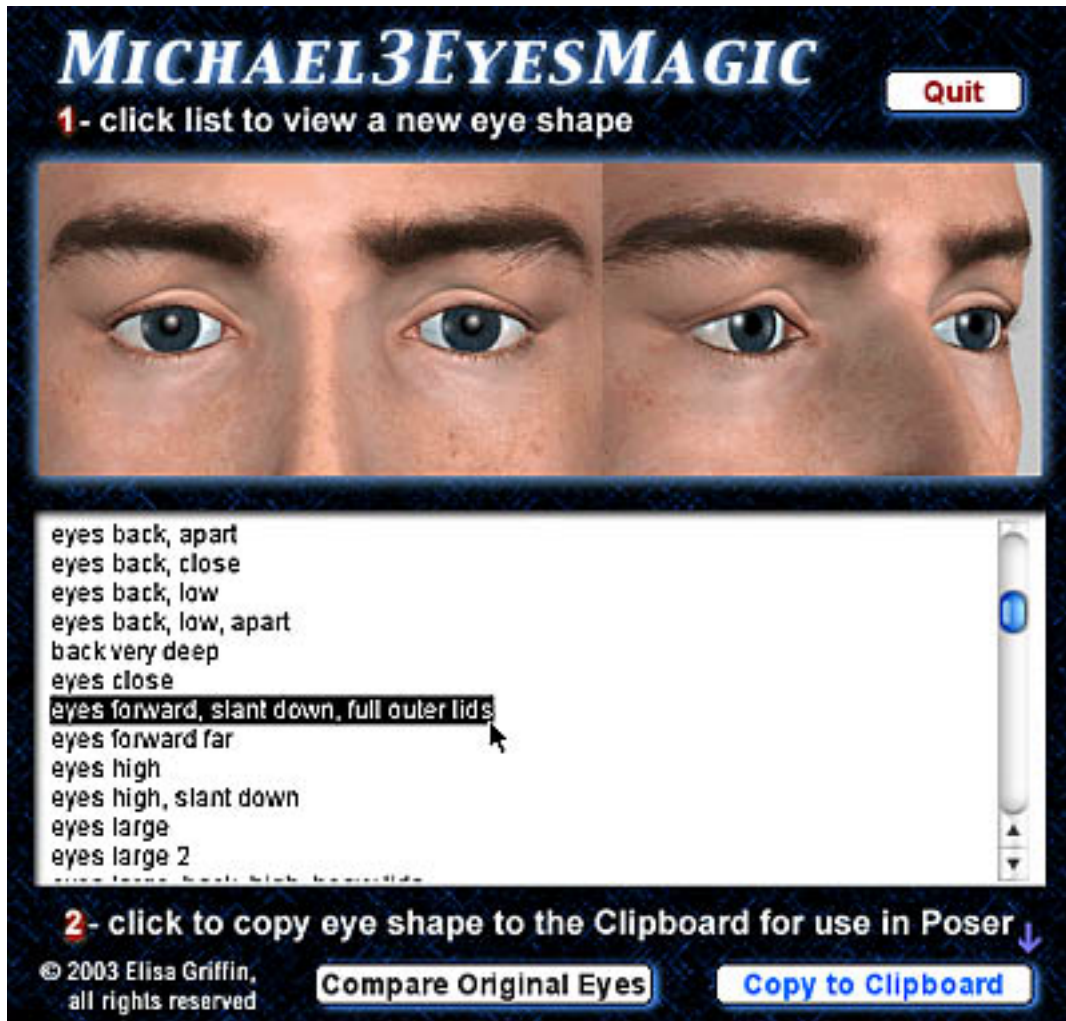 MICHAEL3EYESMAGIC
Quit
1- click list to view a new eye shape
eyes back, apart
eyes back, close
eyes back, low
eyes back, low, apart
back very deep
eyes close
eyes forward, slant down, full outer lids
eyes forward far
eyes high
eyes high, slant down
eyes large
eyes large 2
2- click to copy eye shape to the Clipboard for use in Poser
© 2003 Elisa Griffin,
all rights reserved
Compare Original Eyes
Copy to Clipboard